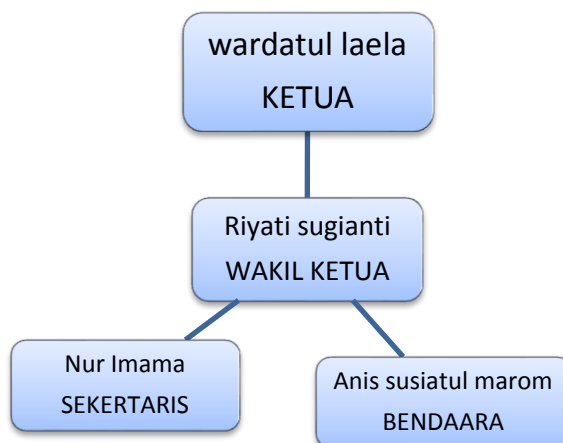 wardatul laela
KETUA
Riyati sugianti
WAKIL KETUA
Nur Imama
SEKERTARIS
Anis susiatul marom
BENDAARA